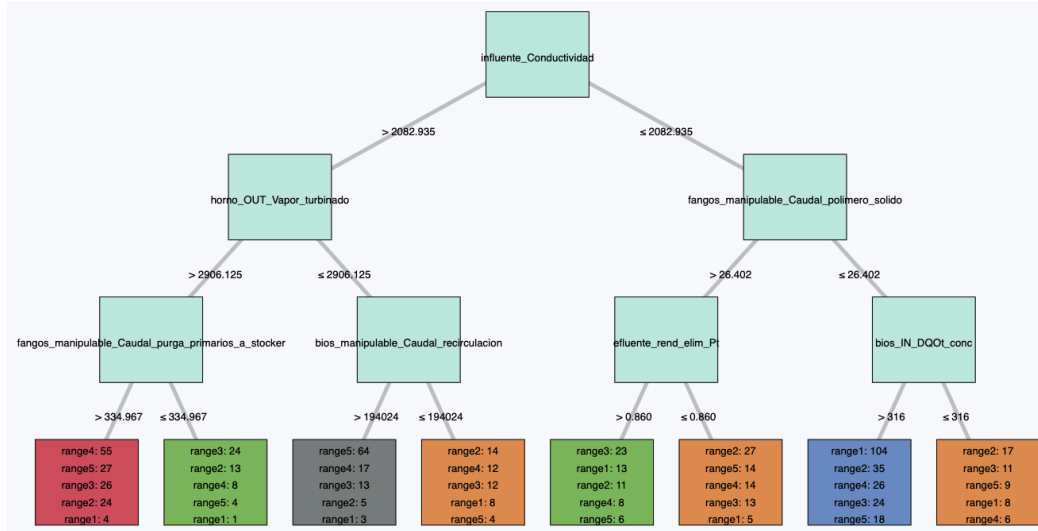 influente_Conductividad
> 2082.935
≤ 2082.935
horno_OUT_Vapor_turbinado
fangos_manipulable_Caudal_polimero_solido
> 2906.125
≤ 2906.125
> 26.402
≤ 26.402
fangos_manipulable_Caudal_purga_primarios_a_stocker
bios_manipulable_Caudal_recirculacion
efluente_rend_elim_Pt
bios_IN_DQOt_conc
> 334.967
≤ 334.967
> 194024
≤ 194024
> 0.860
≤ 0.860
> 316
≤ 316
range4: 55
range5: 27
range3: 26
range2: 24
range1: 4
range3: 24
range2: 13
range4: 8
range5: 4
range1: 1
range5: 64
range4: 17
range3: 13
range2: 5
range1: 3
range2: 14
range4: 12
range3: 12
range1: 8
range5: 4
range3: 23
range1: 13
range2: 11
range4: 8
range5: 6
range2: 27
range5: 14
range4: 14
range3: 13
range1: 5
range1: 104
range2: 35
range4: 26
range3: 24
range5: 18
range2: 17
range3: 11
range5: 9
range1: 8
range4: 6